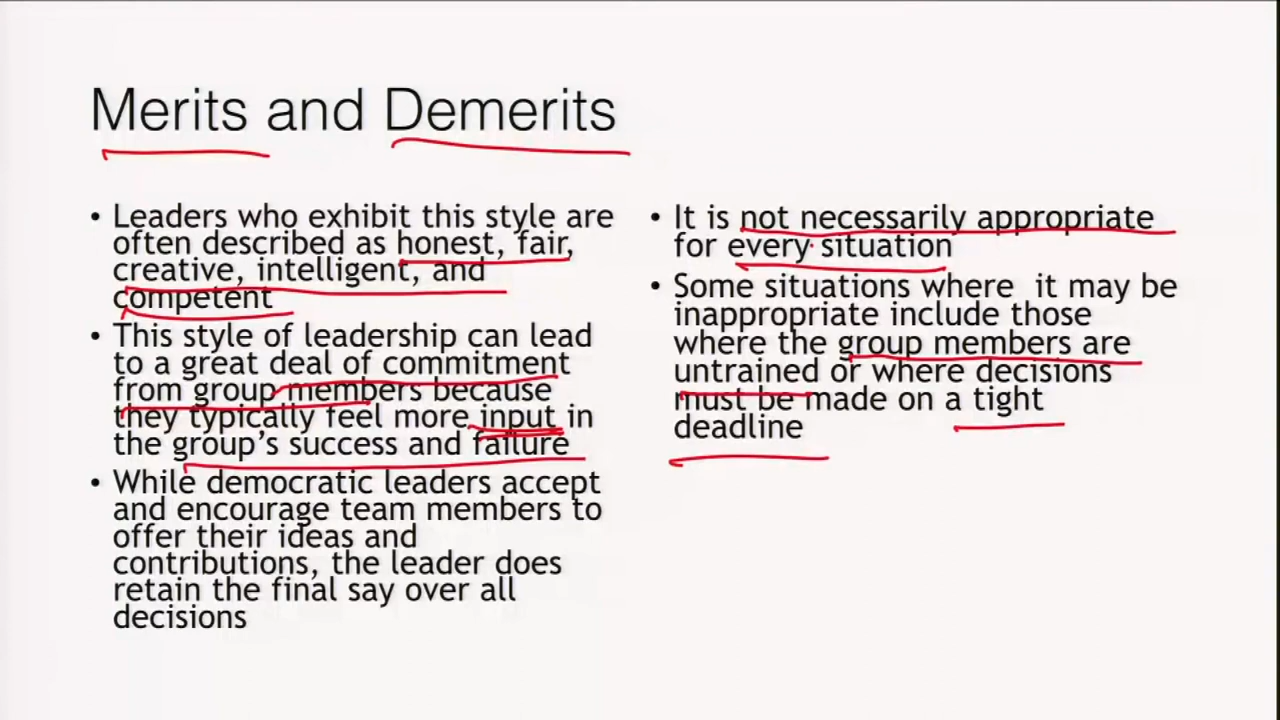 Merits and Demerits
• Leaders who exhibit this style are
often described as honest, fair,
creative, intelligent, and
competent
• This style of leadership can lead
to a great deal of commitment
from group members because
they typically feel more input in
the group’s success and failure
• While democratic leaders accept
and encourage team members to
offer their ideas and
contributions, the leader does
retain the final say over all
decisions
• It is not necessarily appropriate
for every situation
• Some situations where it may be
inappropriate include those
where the group members are
untrained or where decisions
must be made on a tight
deadline